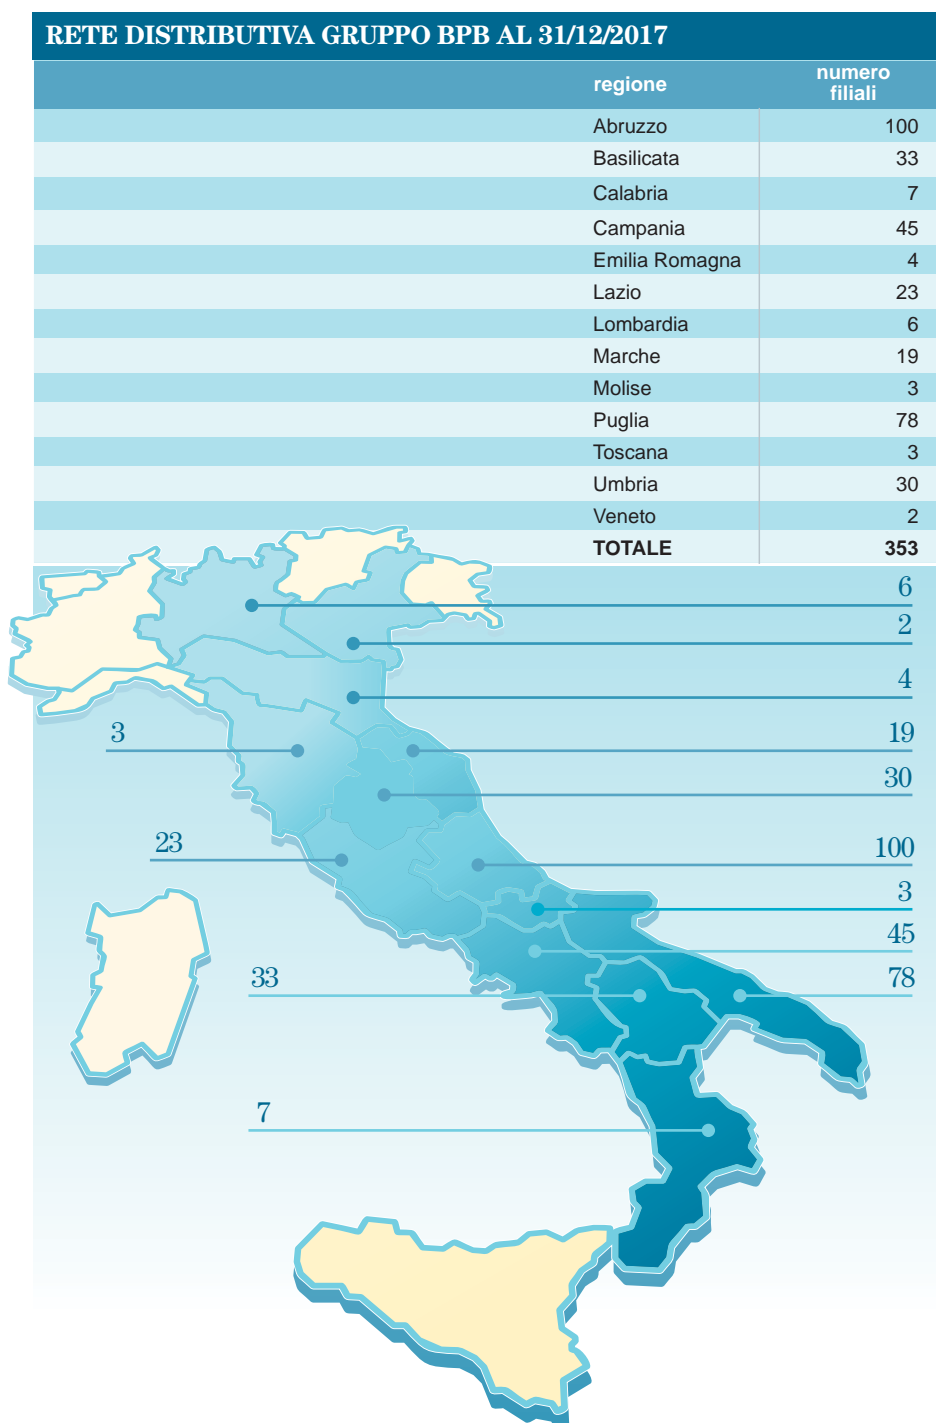 RETE DISTRIBUTIVA GRUPPO BPB AL 31/12/2017
regione numero filiali
Abruzzo 100
Basilicata 33
Calabria 7
Campania 45
Emilia Romagna 4
Lazio 23
Lombardia 6
Marche 19
Molise 3
Puglia 78
Toscana 3
Umbria 30
Veneto 2
TOTALE 353
6
2
4
3 19
30
23 100
3
45
33 78
7